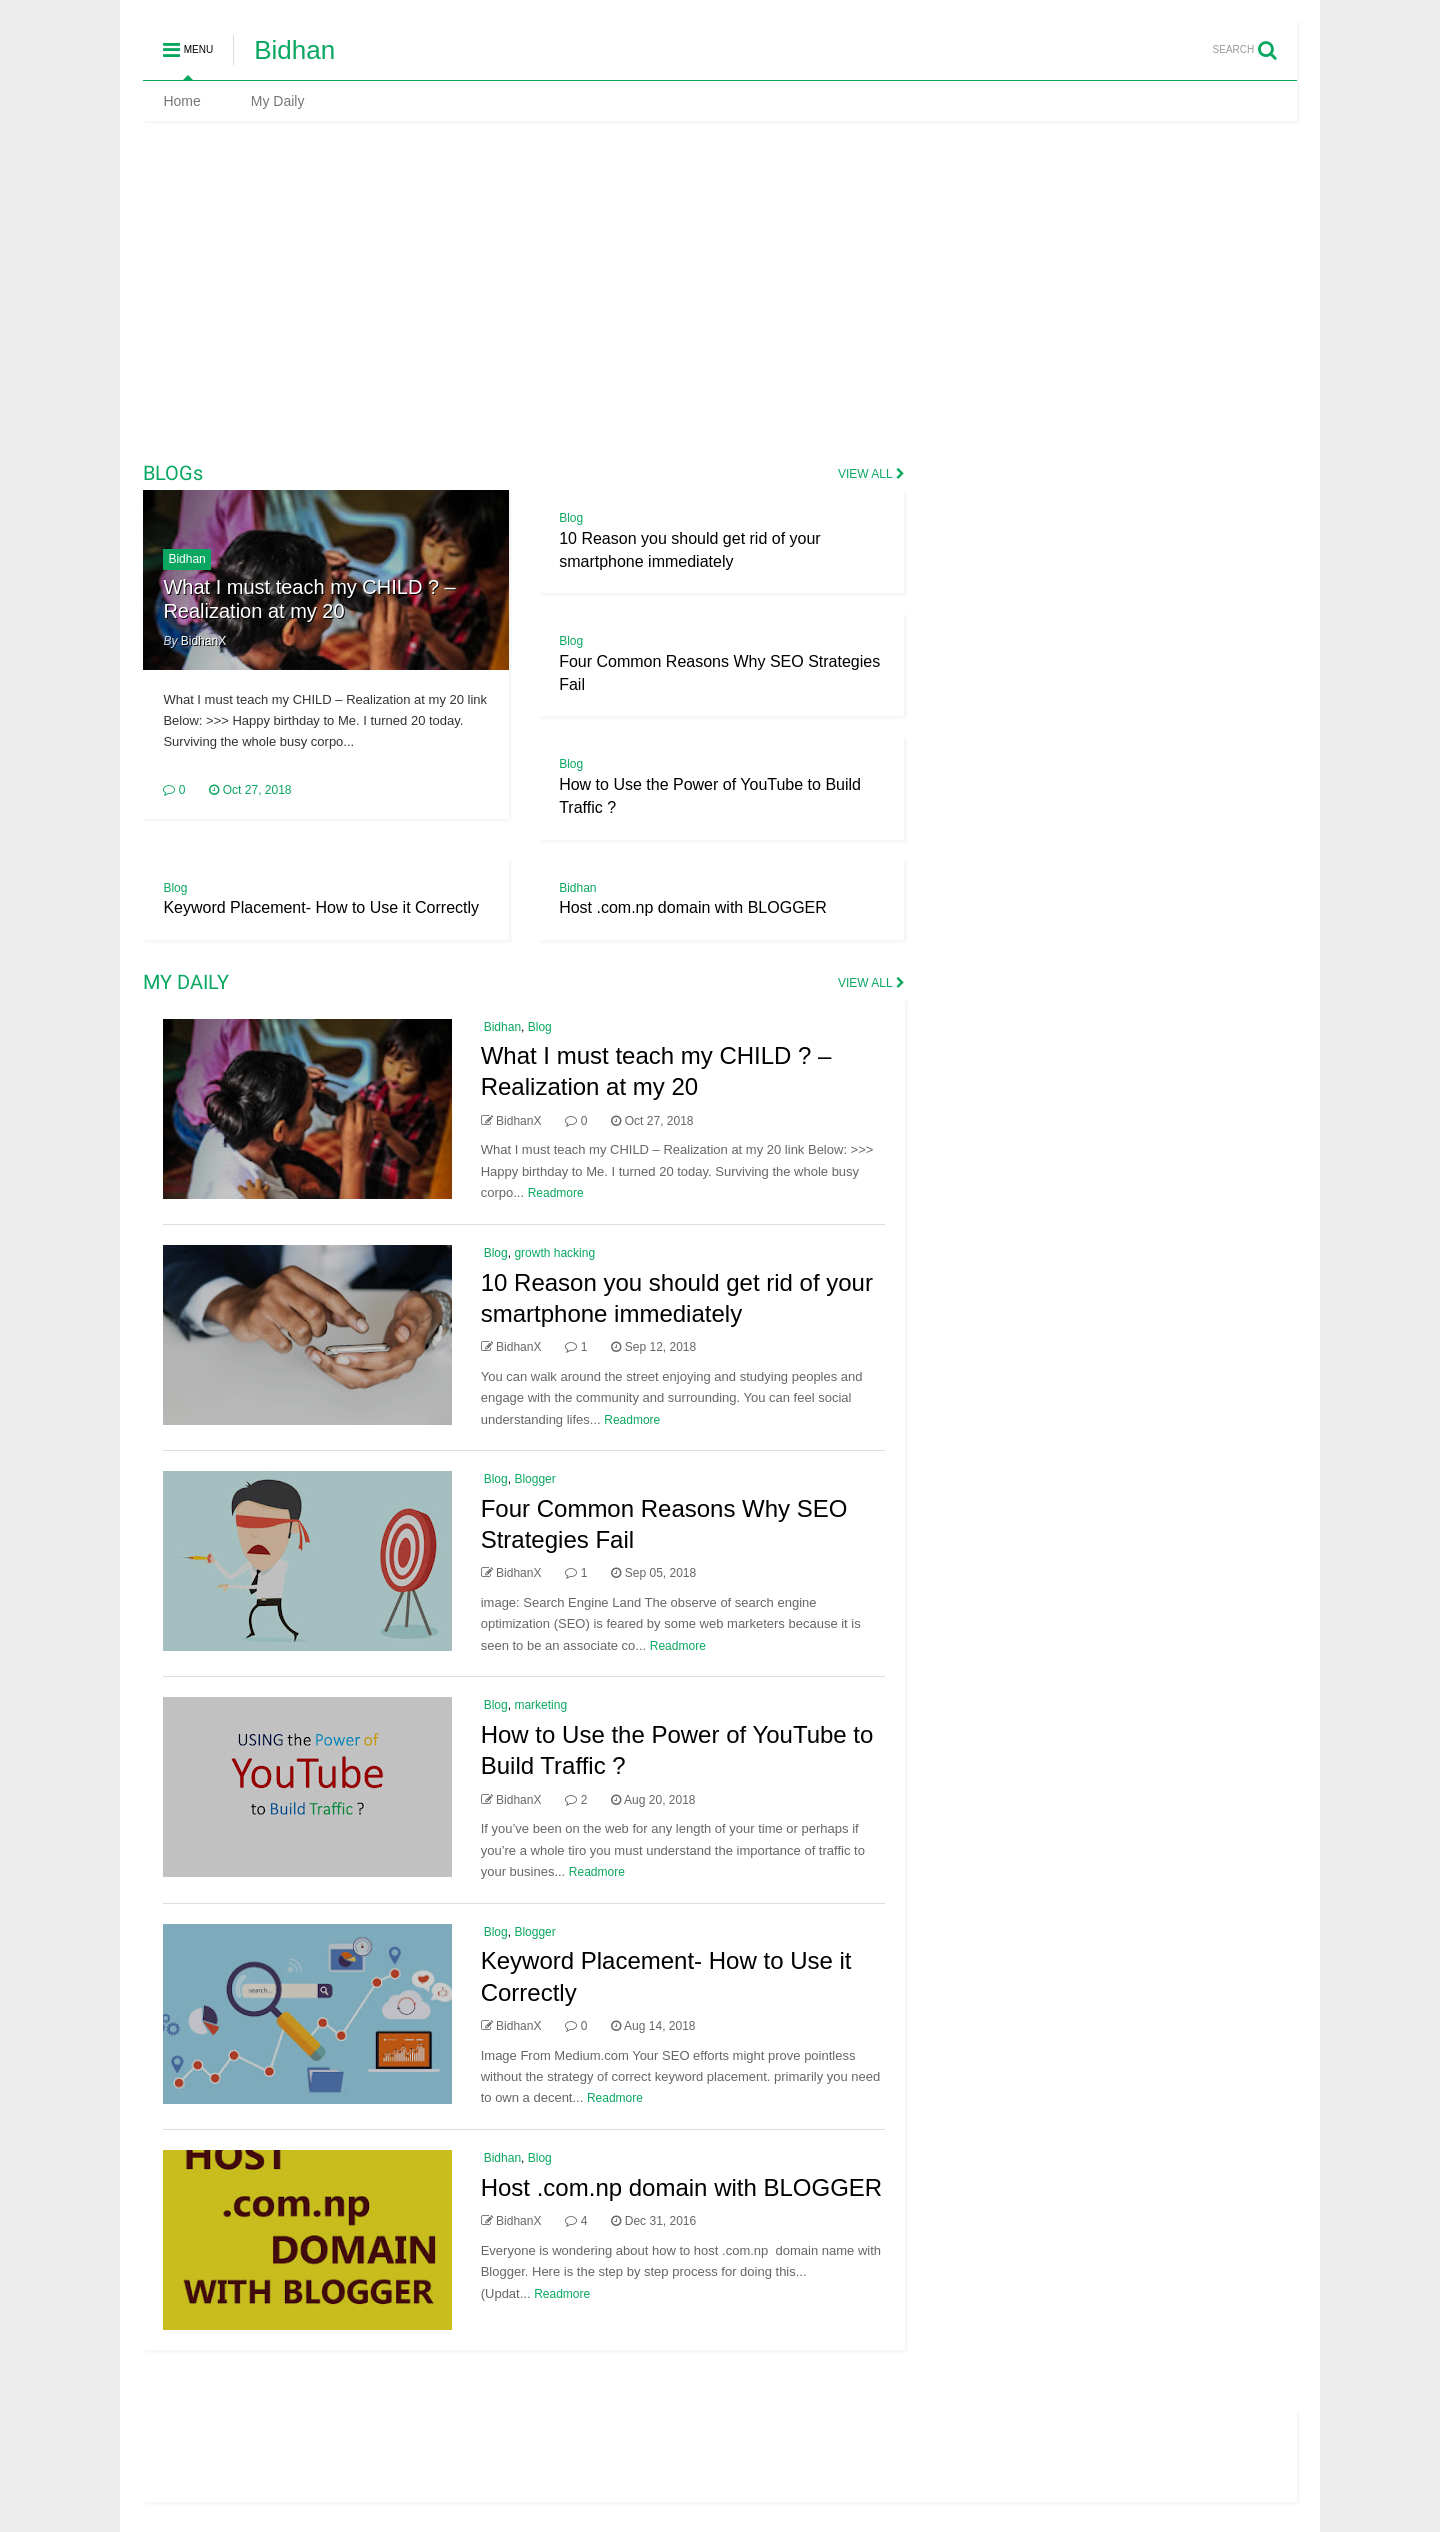 MENU
Bidhan
SEARCH
Home My Daily
BLOGs
VIEW ALL
Bidhan
What I must teach my CHILD ? –
Realization at my 20
By BidhanX
What I must teach my CHILD – Realization at my 20 link
Below: >>> Happy birthday to Me. I turned 20 today.
Surviving the whole busy corpo...
0 Oct 27, 2018
Blog
10 Reason you should get rid of your
smartphone immediately
Blog
Four Common Reasons Why SEO Strategies
Fail
Blog
How to Use the Power of YouTube to Build
Traffic ?
Blog
Keyword Placement- How to Use it Correctly
Bidhan
Host .com.np domain with BLOGGER
MY DAILY
VIEW ALL
Bidhan, Blog
What I must teach my CHILD ? –
Realization at my 20
BidhanX 0 Oct 27, 2018
What I must teach my CHILD – Realization at my 20 link Below: >>>
Happy birthday to Me. I turned 20 today. Surviving the whole busy
corpo... Readmore
Blog, growth hacking
10 Reason you should get rid of your
smartphone immediately
BidhanX 1 Sep 12, 2018
You can walk around the street enjoying and studying peoples and
engage with the community and surrounding. You can feel social
understanding lifes... Readmore
Blog, Blogger
Four Common Reasons Why SEO
Strategies Fail
BidhanX 1 Sep 05, 2018
image: Search Engine Land The observe of search engine
optimization (SEO) is feared by some web marketers because it is
seen to be an associate co... Readmore
USING the Power of
YouTube
to Build Traffic ?
Blog, marketing
How to Use the Power of YouTube to
Build Traffic ?
BidhanX 2 Aug 20, 2018
If you’ve been on the web for any length of your time or perhaps if
you’re a whole tiro you must understand the importance of traffic to
your busines... Readmore
search...
Blog, Blogger
Keyword Placement- How to Use it
Correctly
BidhanX 0 Aug 14, 2018
Image From Medium.com Your SEO efforts might prove pointless
without the strategy of correct keyword placement. primarily you need
to own a decent... Readmore
HOST
.com.np
DOMAIN
WITH BLOGGER
Bidhan, Blog
Host .com.np domain with BLOGGER
BidhanX 4 Dec 31, 2016
Everyone is wondering about how to host .com.np  domain name with
Blogger. Here is the step by step process for doing this...
(Updat... Readmore